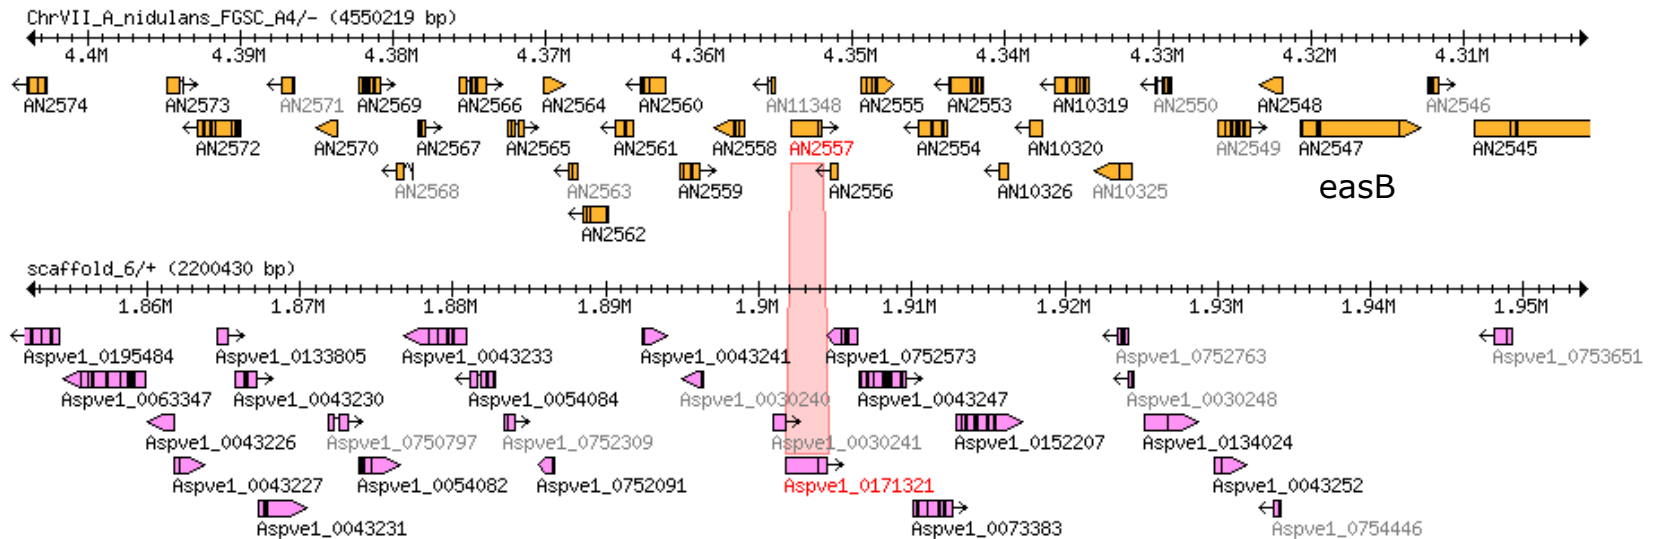 ChrVII_A_nidulans_FGSC_A4/- (4550219 bp)
4.4M 4.39M 4.38M 4.37M 4.36M 4.35M 4.34M 4.33M 4.32M 4.31M
AN2574 AN2573 AN2571 AN2569 AN2566 AN2564 AN2560 AN11348 AN2555 AN2553 AN10319 AN2550 AN2548 AN2546
AN2572 AN2570 AN2567 AN2565 AN2561 AN2558 AN2557 AN2554 AN10320 AN2549 AN2547 AN2545
AN2568 AN2563 AN2559 AN2556 AN10326 AN10325 easB
AN2562
scaffold_6/+ (2200430 bp)
1.86M 1.87M 1.88M 1.89M 1.90M 1.91M 1.92M 1.93M 1.94M 1.95M
Aspve1_0195484 Aspve1_0133805 Aspve1_0043233 Aspve1_0043241 Aspve1_0752573 Aspve1_0752763 Aspve1_0753651
Aspve1_0063347 Aspve1_0043230 Aspve1_0054084 Aspve1_0030240 Aspve1_0043247 Aspve1_0030248
Aspve1_0043226 Aspve1_0750797 Aspve1_0752309 Aspve1_0030241 Aspve1_0152207 Aspve1_0134024
Aspve1_0043227 Aspve1_0054082 Aspve1_0752091 Aspve1_0171321 Aspve1_0043252
Aspve1_0043231 Aspve1_0073383 Aspve1_0754446